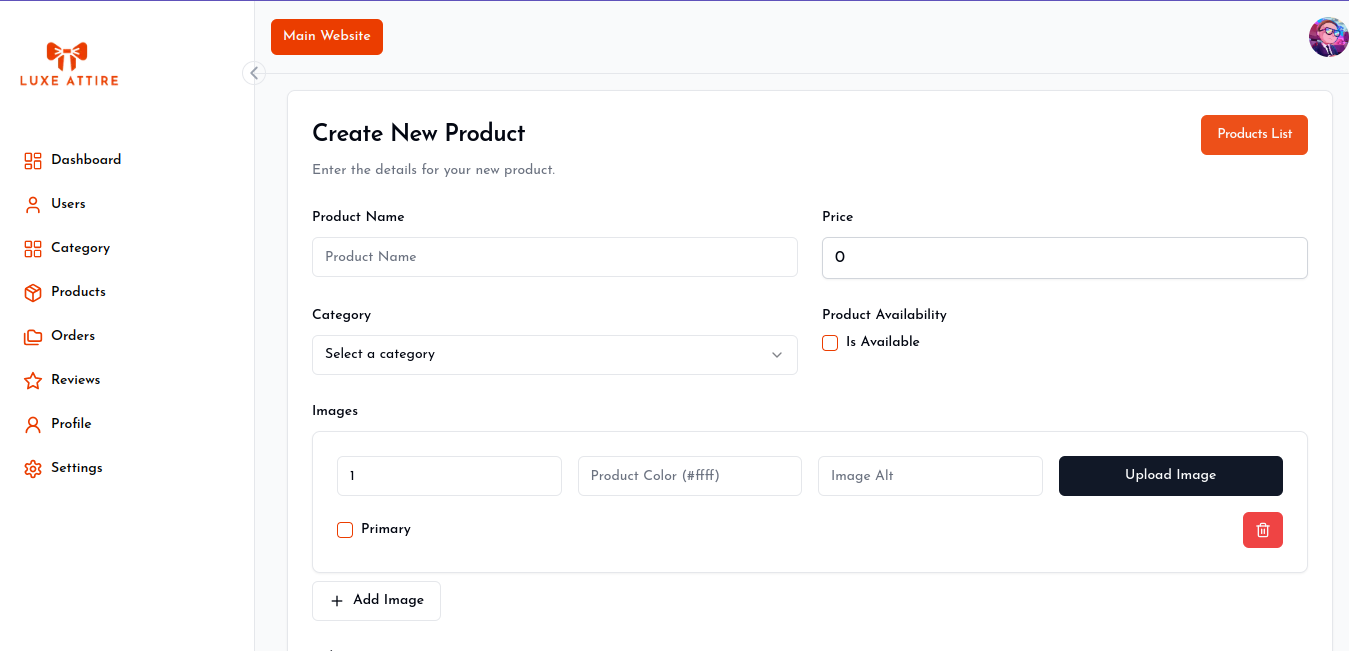 LUXE ATTIRE
Main Website
Dashboard
Users
Category
Products
Orders
Reviews
Profile
Settings
Create New Product
Products List
Enter the details for your new product.
Product Name
Price
Product Name
0
Category
Product Availability
Select a category
Is Available
Images
1
Product Color (#ffff)
Image Alt
Upload Image
Primary
Add Image